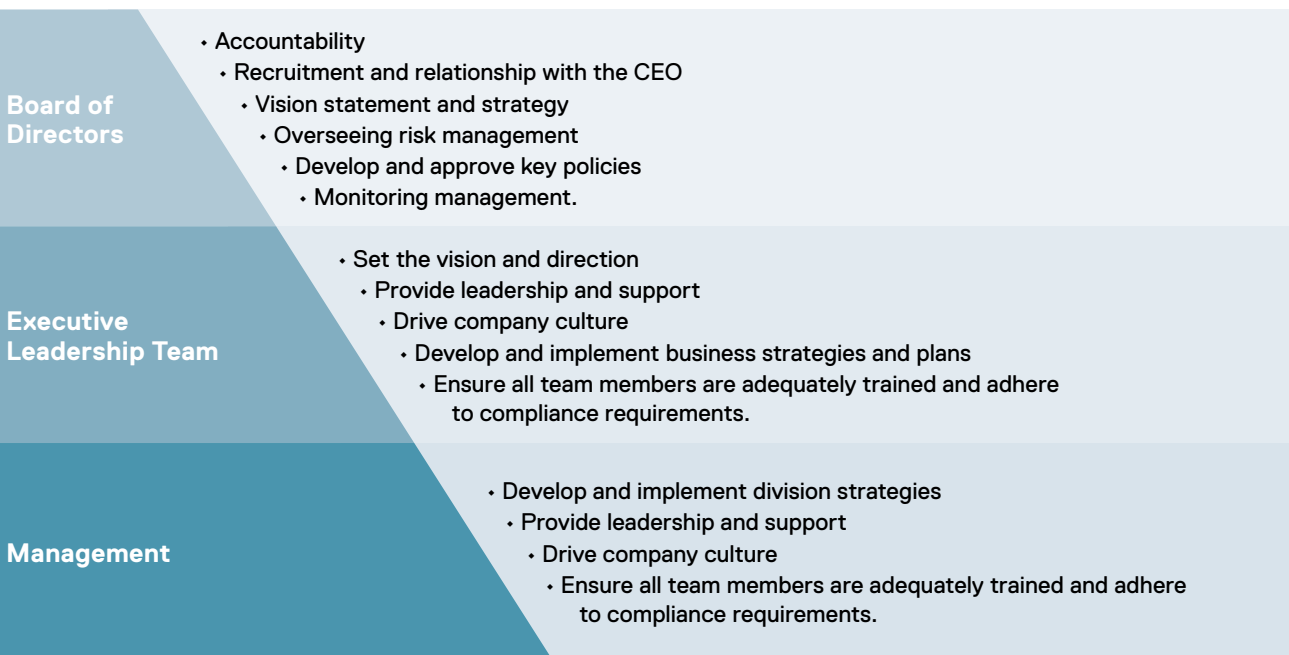 Board of
Directors
• Accountability
• Recruitment and relationship with the CEO
• Vision statement and strategy
• Overseeing risk management
• Develop and approve key policies
• Monitoring management.
Executive
Leadership Team
• Set the vision and direction
• Provide leadership and support
• Drive company culture
• Develop and implement business strategies and plans
• Ensure all team members are adequately trained and adhere
to compliance requirements.
Management
• Develop and implement division strategies
• Provide leadership and support
• Drive company culture
• Ensure all team members are adequately trained and adhere
to compliance requirements.